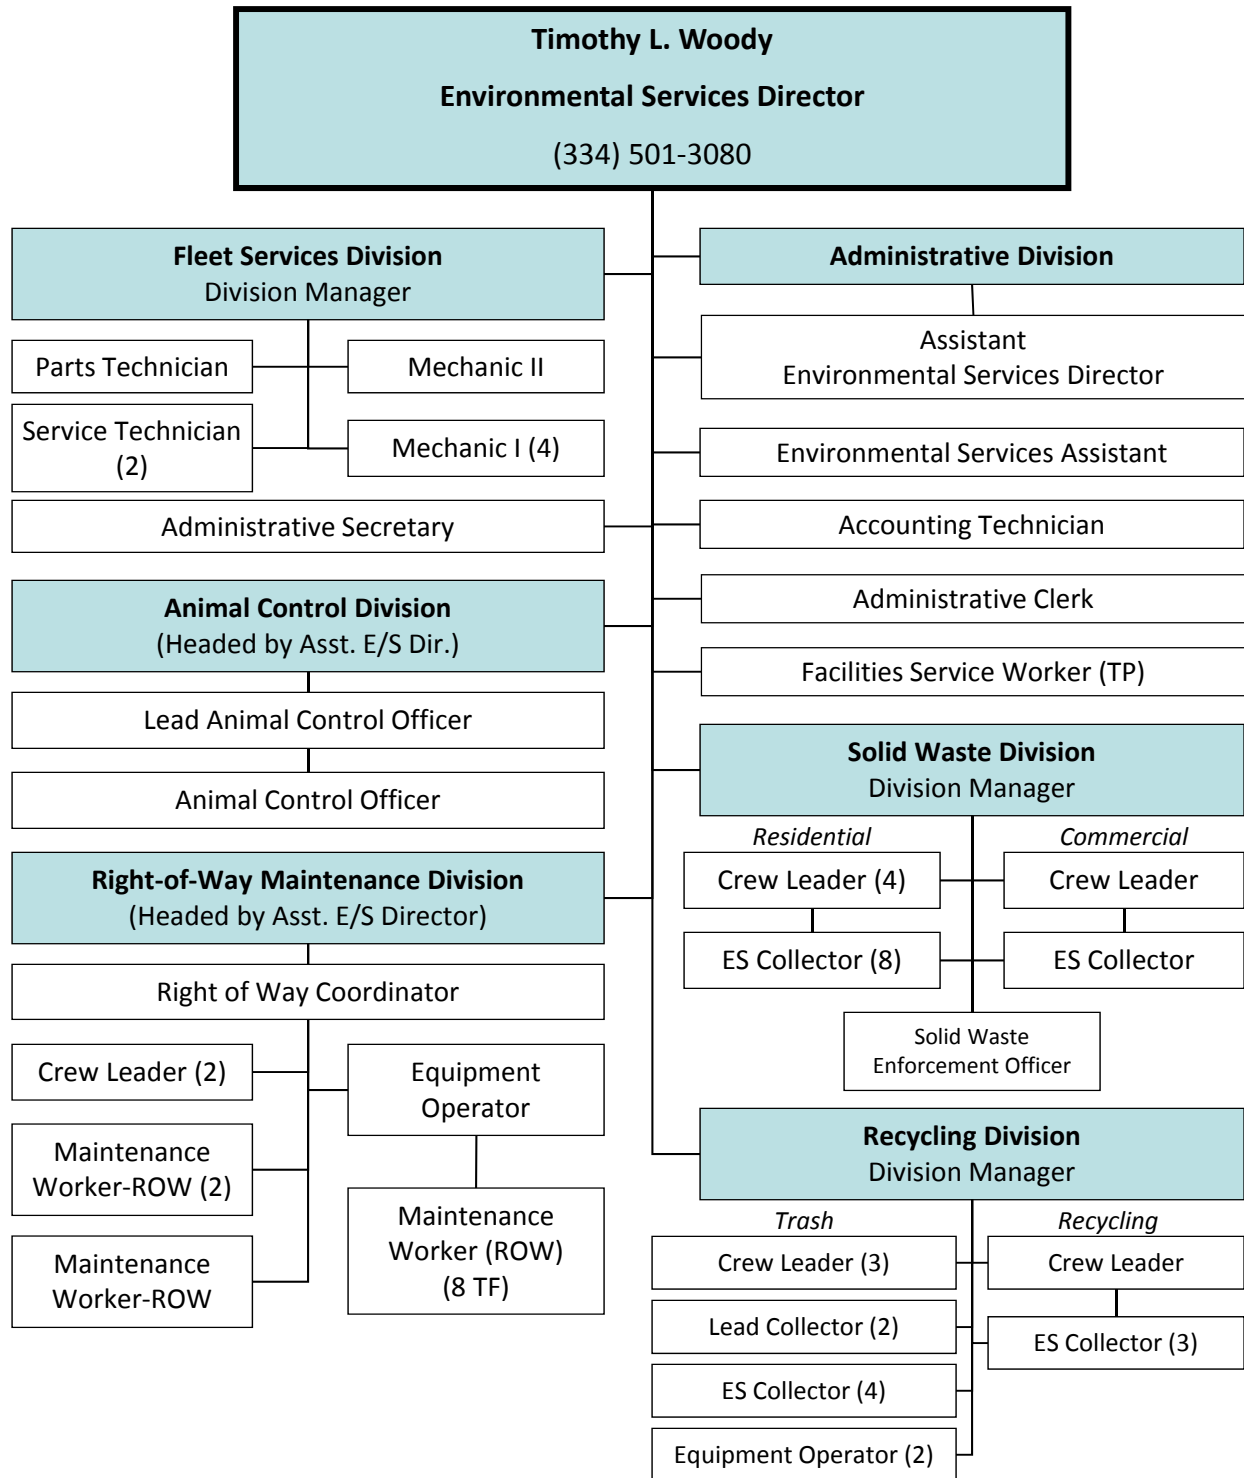 Timothy L. Woody
Environmental Services Director
(334) 501-3080
Fleet Services Division
Division Manager
Parts Technician
Mechanic II
Service Technician
(2)
Mechanic I (4)
Administrative Secretary
Animal Control Division
(Headed by Asst. E/S Dir.)
Lead Animal Control Officer
Animal Control Officer
Right-of-Way Maintenance Division
(Headed by Asst. E/S Director)
Right of Way Coordinator
Crew Leader (2)
Equipment
Operator
Maintenance
Worker-ROW (2)
Maintenance
Worker (ROW)
(8 TF)
Maintenance
Worker-ROW
Administrative Division
Assistant
Environmental Services Director
Environmental Services Assistant
Accounting Technician
Administrative Clerk
Facilities Service Worker (TP)
Solid Waste Division
Division Manager
Residential
Commercial
Crew Leader (4)
Crew Leader
ES Collector (8)
ES Collector
Solid Waste
Enforcement Officer
Recycling Division
Division Manager
Trash
Recycling
Crew Leader (3)
Crew Leader
Lead Collector (2)
ES Collector (3)
ES Collector (4)
Equipment Operator (2)